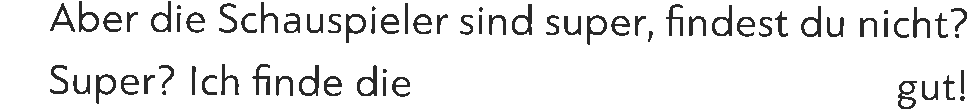 Aber die Schauspieler sind super, findest du nicht?
Super? Ich finde die gut!